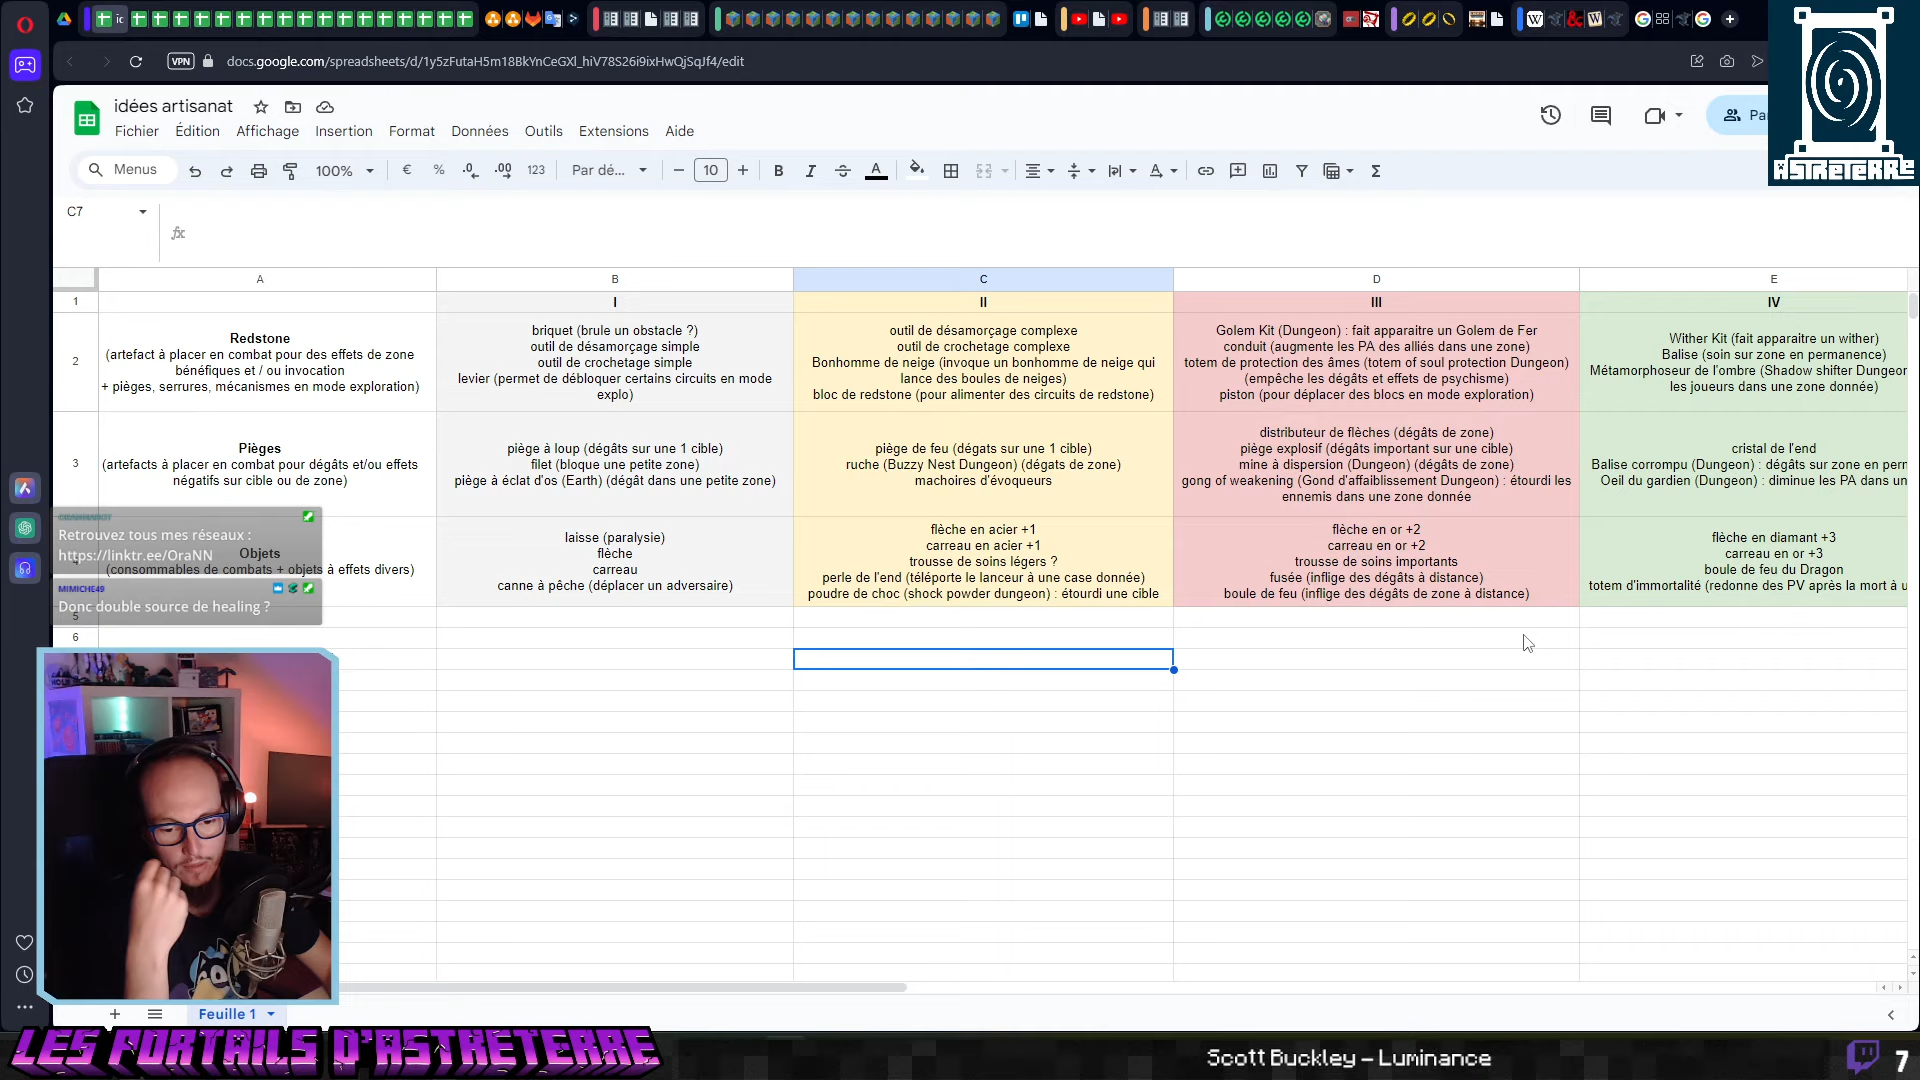 ic
VPN
docs.google.com/spreadsheets/d/1y5zFutaH5m18BkYnCeGXl_hiV78S26i9ixHwQjSqJf4/edit
ASTRETERRE
idées artisanat
Fichier Édition Affichage Insertion Format Données Outils Extensions Aide
Menus 100% € % .0 .00 123 Par dé... 10
C7
A B C D E
1 I II III IV
2
Redstone
(artefact à placer en combat pour des effets de zone
bénéfiques et / ou invocation
+ pièges, serrures, mécanismes en mode exploration)
briquet (brule un obstacle ?)
outil de désamorçage simple
outil de crochetage simple
levier (permet de débloquer certains circuits en mode
explo)
outil de désamorçage complexe
outil de crochetage complexe
Bonhomme de neige (invoque un bonhomme de neige qui
lance des boules de neiges)
bloc de redstone (pour alimenter des circuits de redstone)
Golem Kit (Dungeon) : fait apparaitre un Golem de Fer
conduit (augmente les PA des alliés dans une zone)
totem de protection des âmes (totem of soul protection Dungeon)
(empêche les dégâts et effets de psychisme)
piston (pour déplacer des blocs en mode exploration)
Wither Kit (fait apparaitre un wither)
Balise (soin sur zone en permanence)
Métamorphoseur de l'ombre (Shadow shifter Dungeon
les joueurs dans une zone donnée)
3
Pièges
(artefacts à placer en combat pour dégâts et/ou effets
négatifs sur cible ou de zone)
piège à loup (dégâts sur une 1 cible)
filet (bloque une petite zone)
piège à éclat d'os (Earth) (dégât dans une petite zone)
piège de feu (dégats sur une 1 cible)
ruche (Buzzy Nest Dungeon) (dégats de zone)
machoires d'évoqueurs
distributeur de flèches (dégâts de zone)
piège explosif (dégâts important sur une cible)
mine à dispersion (Dungeon) (dégâts de zone)
gong of weakening (Gond d'affaiblissement Dungeon) : étourdi les
ennemis dans une zone donnée
cristal de l'end
Balise corrompu (Dungeon) : dégâts sur zone en perm
Oeil du gardien (Dungeon) : diminue les PA dans un
Objets
(consommables de combats + objets à effets divers)
laisse (paralysie)
flèche
carreau
canne à pêche (déplacer un adversaire)
flèche en acier +1
carreau en acier +1
trousse de soins légers ?
perle de l'end (téléporte le lanceur à une case donnée)
poudre de choc (shock powder dungeon) : étourdi une cible
flèche en or +2
carreau en or +2
trousse de soins importants
fusée (inflige des dégâts à distance)
boule de feu (inflige des dégâts de zone à distance)
flèche en diamant +3
carreau en or +3
boule de feu du Dragon
totem d'immortalité (redonne des PV après la mort à u
5
6
Retrouvez tous mes réseaux :
https://linktr.ee/OraNN
MIMICHE49
Donc double source de healing ?
Feuille 1
LES PORTAILS D'ASTRETERRE
Scott Buckley – Luminance
7